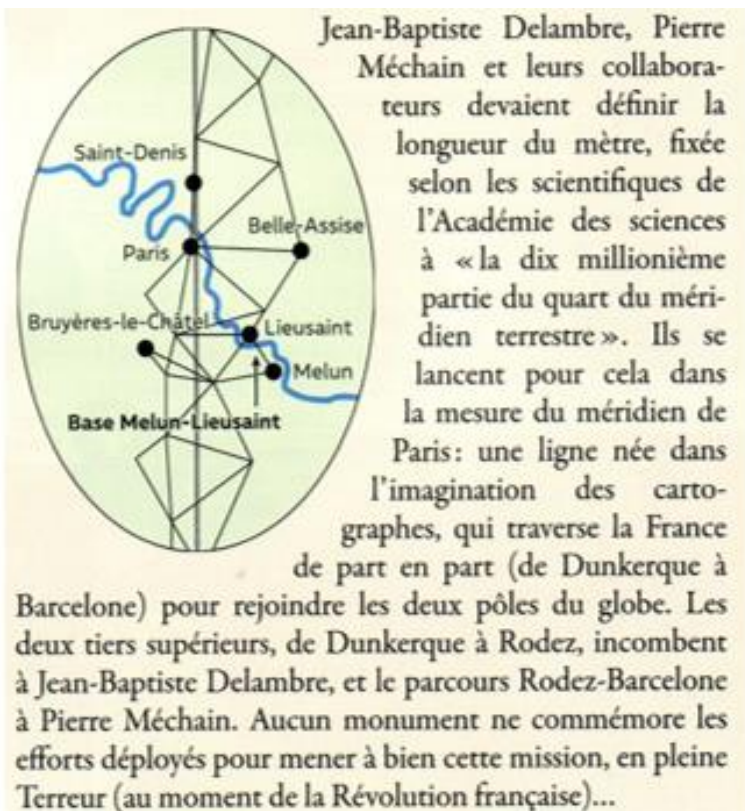 Jean-Baptiste Delambre, Pierre
Méchain et leurs collabora-
teurs devaient définir la
longueur du mètre, fixée
selon les scientifiques de
l'Académie des sciences
à « la dix millionième
partie du quart du méri-
dien terrestre ». Ils se
lancent pour cela dans
la mesure du méridien de
Paris : une ligne née dans
l'imagination des carto-
graphes, qui traverse la France
de part en part (de Dunkerque à
Barcelone) pour rejoindre les deux pôles du globe. Les
deux tiers supérieurs, de Dunkerque à Rodez, incombent
à Jean-Baptiste Delambre, et le parcours Rodez-Barcelone
à Pierre Méchain. Aucun monument ne commémore les
efforts déployés pour mener à bien cette mission, en pleine
Terreur (au moment de la Révolution française)...
Saint-Denis
Belle-Assise
Paris
Bruyères-le-Châtel
Lieusaint
Melun
Base Melun-Lieusaint